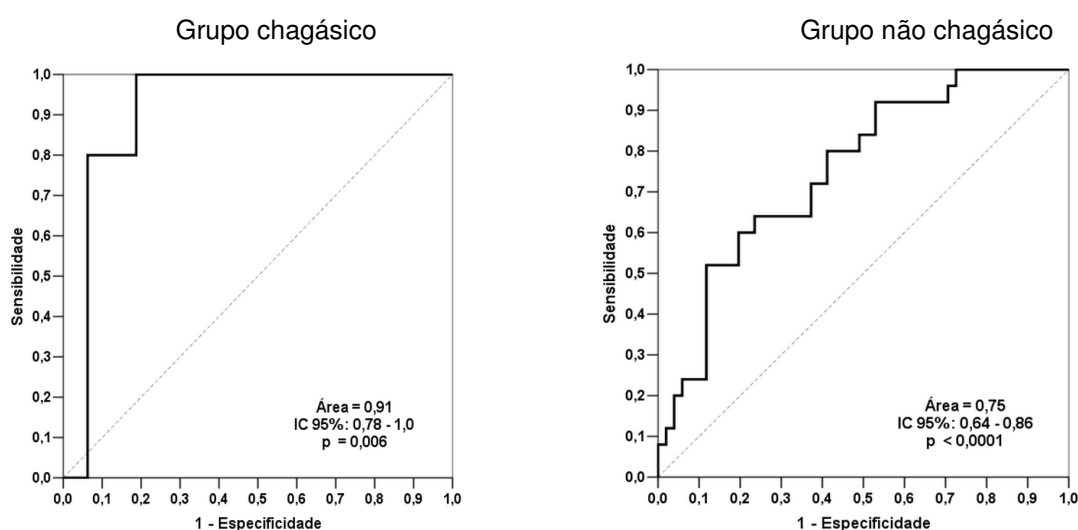 Grupo chagásico
1,0
0,9
0,8
0,7
0,6
0,5
0,4
0,3
0,2
0,1
0,0
Sensibilidade
Área = 0,91
IC 95%: 0,78 - 1,0
p = 0,006
0,0 0,1 0,2 0,3 0,4 0,5 0,6 0,7 0,8 0,9 1,0
1 - Especificidade
Grupo não chagásico
1,0
0,9
0,8
0,7
0,6
0,5
0,4
0,3
0,2
0,1
0,0
Sensibilidade
Área = 0,75
IC 95%: 0,64 - 0,86
p < 0,0001
0,0 0,1 0,2 0,3 0,4 0,5 0,6 0,7 0,8 0,9 1,0
1 - Especificidade